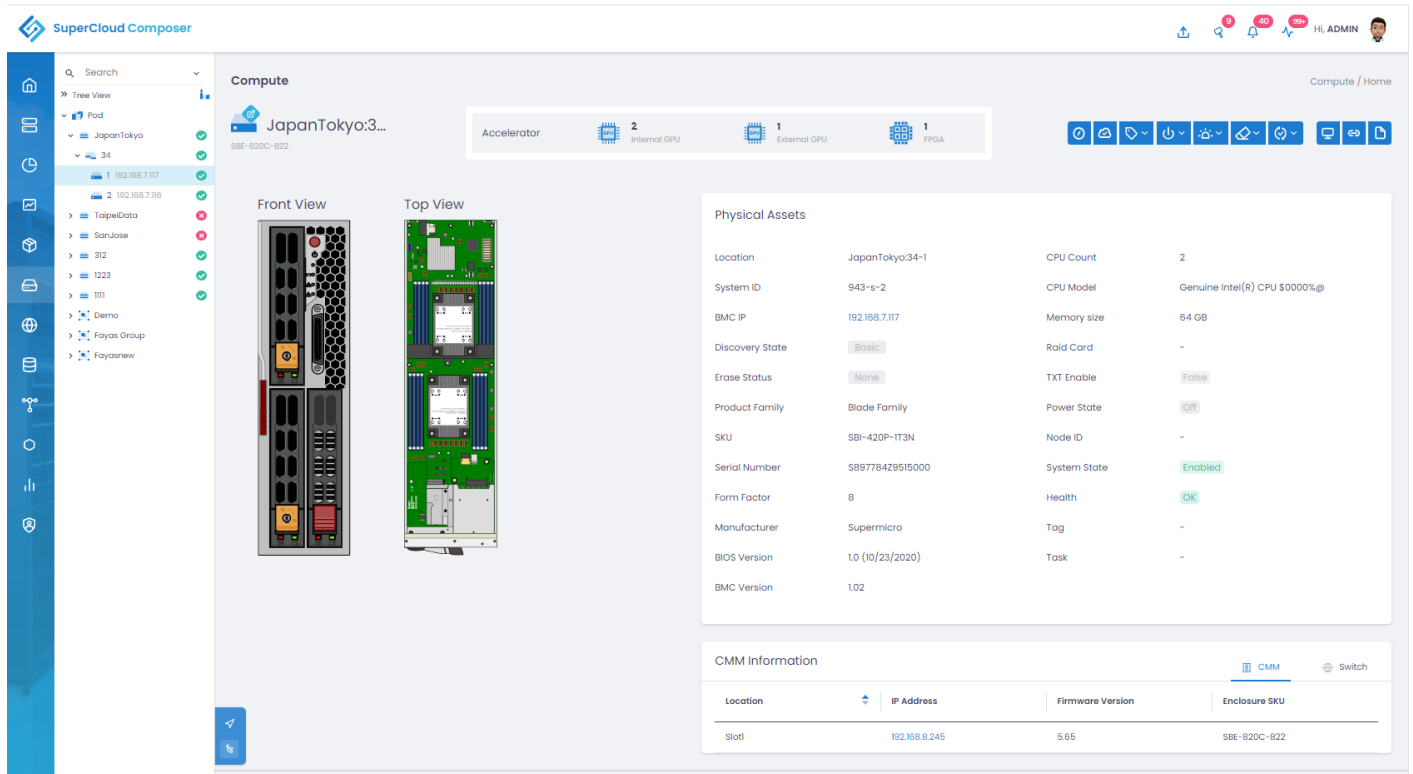 SuperCloud Composer
9
40
99+
Hi, ADMIN
Search
Tree View
Pod
JapanTokyo
34
1 192.168.7.117
2 192.168.7.116
TaipeiData
SanJose
312
1223
1111
Demo
Fayas Group
Fayasnew
Compute
Compute / Home
JapanTokyo:3...
SBE-820C-822
Accelerator
GPU
2
Internal GPU
GPU
1
External GPU
1
FPGA
Front View
Top View
Physical Assets
Location JapanTokyo:34-1 CPU Count 2
System ID 943-s-2 CPU Model Genuine Intel(R) CPU $0000%@
BMC IP 192.168.7.117 Memory size 64 GB
Discovery State Basic Raid Card -
Erase Status None TXT Enable False
Product Family Blade Family Power State Off
SKU SBI-420P-1T3N Node ID -
Serial Number S897784Z9515000 System State Enabled
Form Factor 8 Health OK
Manufacturer Supermicro Tag -
BIOS Version 1.0 (10/23/2020) Task -
BMC Version 1.02
CMM Information
CMM
Switch
Location IP Address Firmware Version Enclosure SKU
Slot1 192.168.8.245 5.65 SBE-820C-822